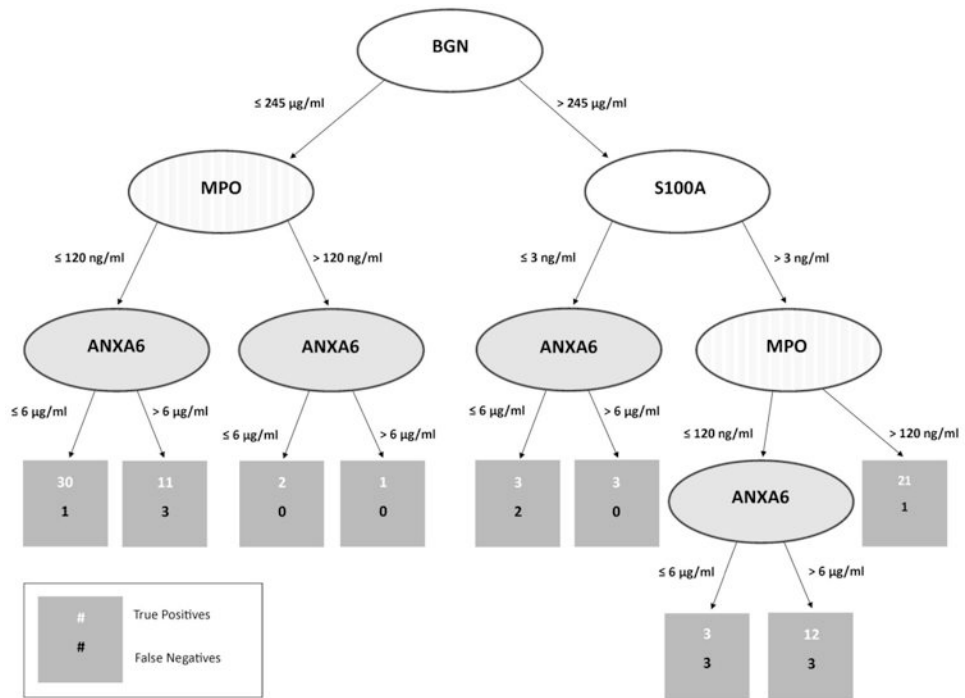 BGN
≤ 245 µg/ml
> 245 µg/ml
MPO
S100A
≤ 120 ng/ml
> 120 ng/ml
≤ 3 ng/ml
> 3 ng/ml
ANXA6
ANXA6
ANXA6
MPO
≤ 6 µg/ml
> 6 µg/ml
≤ 6 µg/ml
> 6 µg/ml
≤ 6 µg/ml
> 6 µg/ml
≤ 120 ng/ml
> 120 ng/ml
30
1
11
3
2
0
1
0
3
2
3
0
ANXA6
21
1
≤ 6 µg/ml
> 6 µg/ml
3
3
12
3
# True Positives
# False Negatives